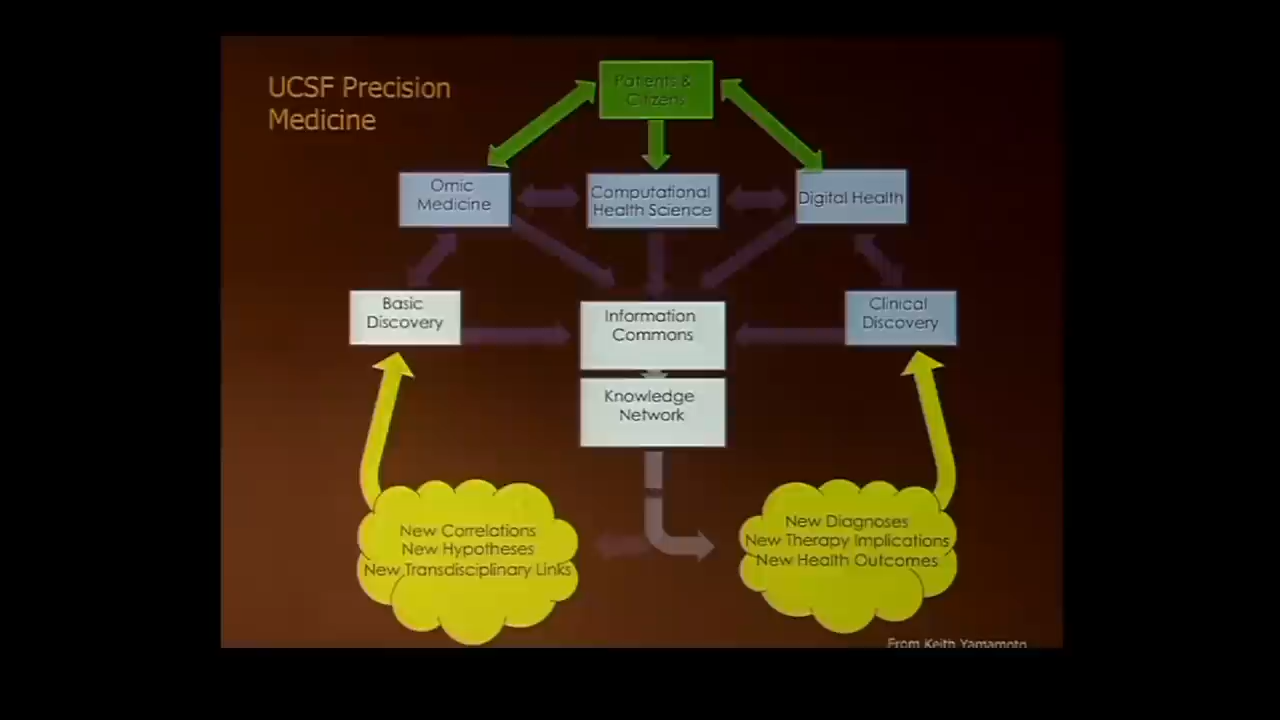 UCSF Precision
Medicine
Patients &
Citizens
Omic
Medicine
Computational
Health Science
Digital Health
Basic
Discovery
Information
Commons
Clinical
Discovery
Knowledge
Network
New Correlations
New Hypotheses
New Transdisciplinary Links
New Diagnoses
New Therapy Implications
New Health Outcomes
From Keith Yamamoto